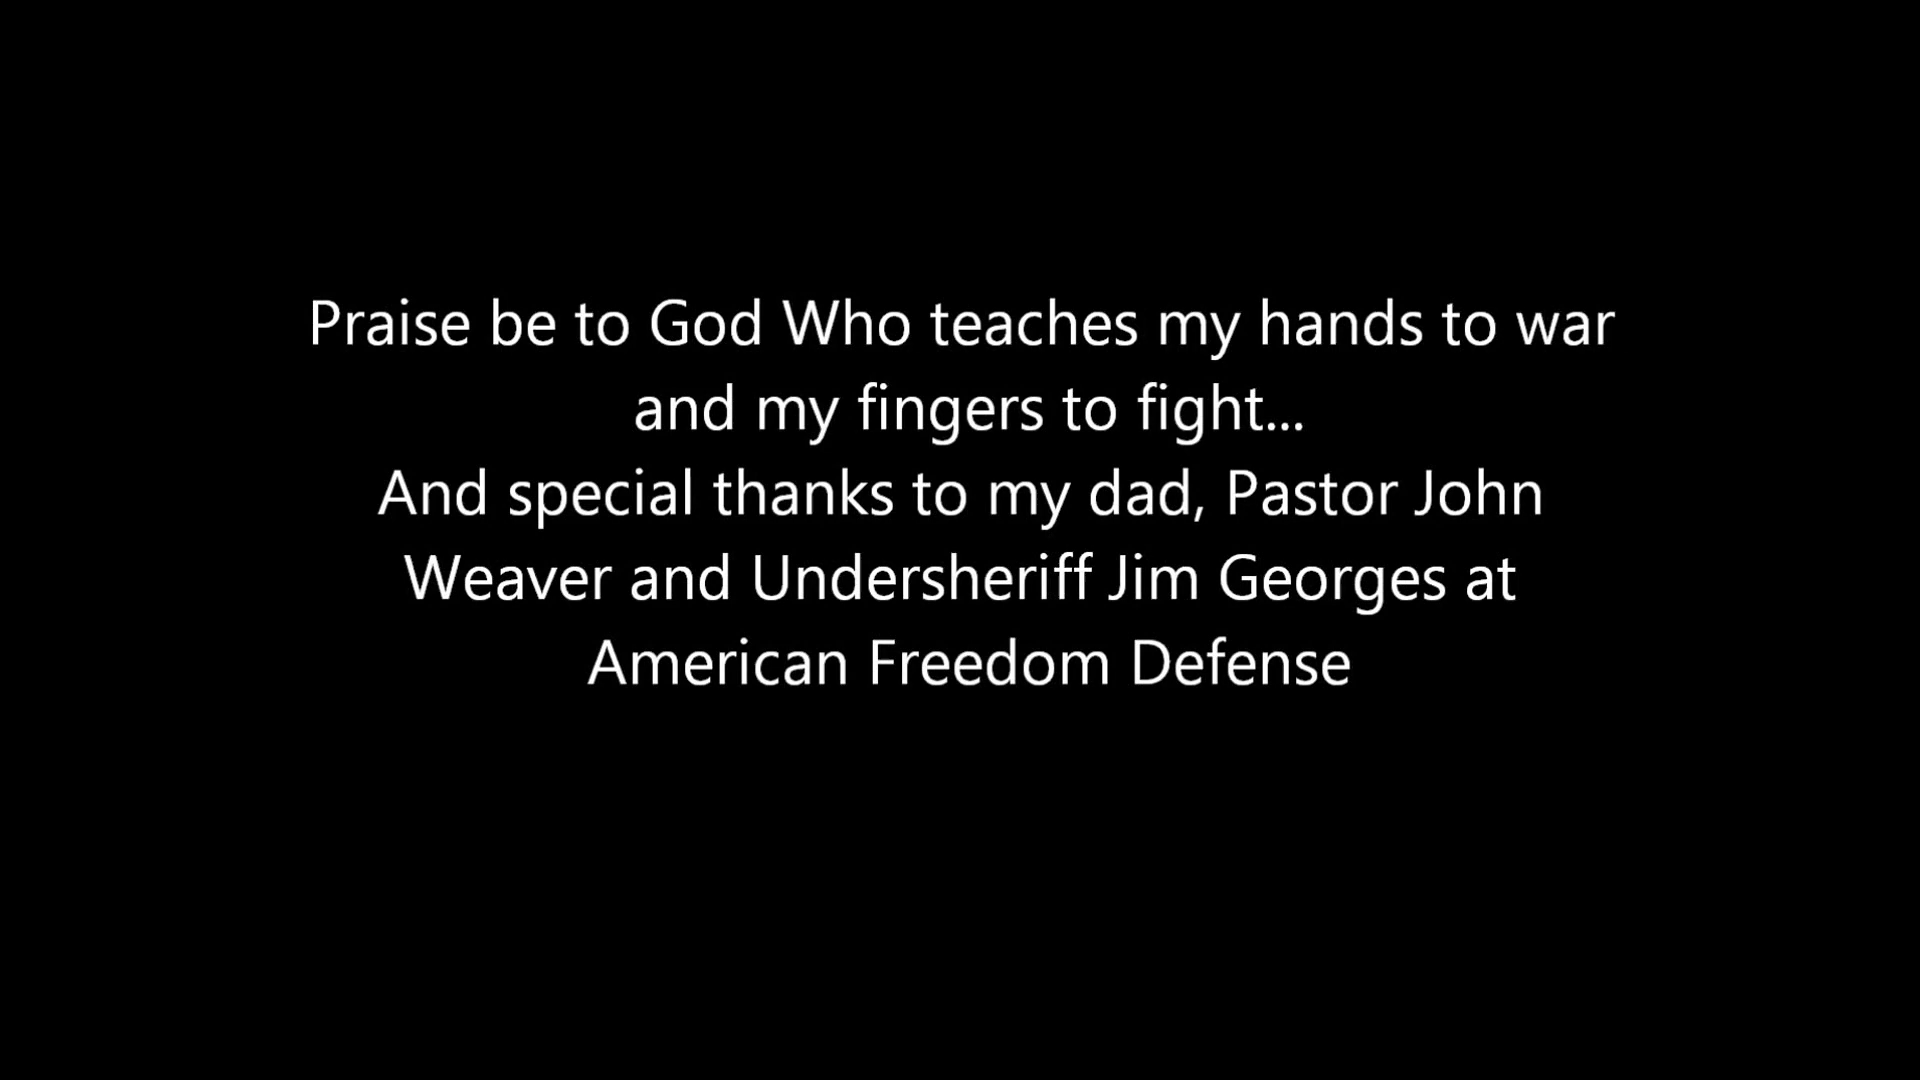 Praise be to God Who teaches my hands to war
and my fingers to fight...
And special thanks to my dad, Pastor John
Weaver and Undersheriff Jim Georges at
American Freedom Defense